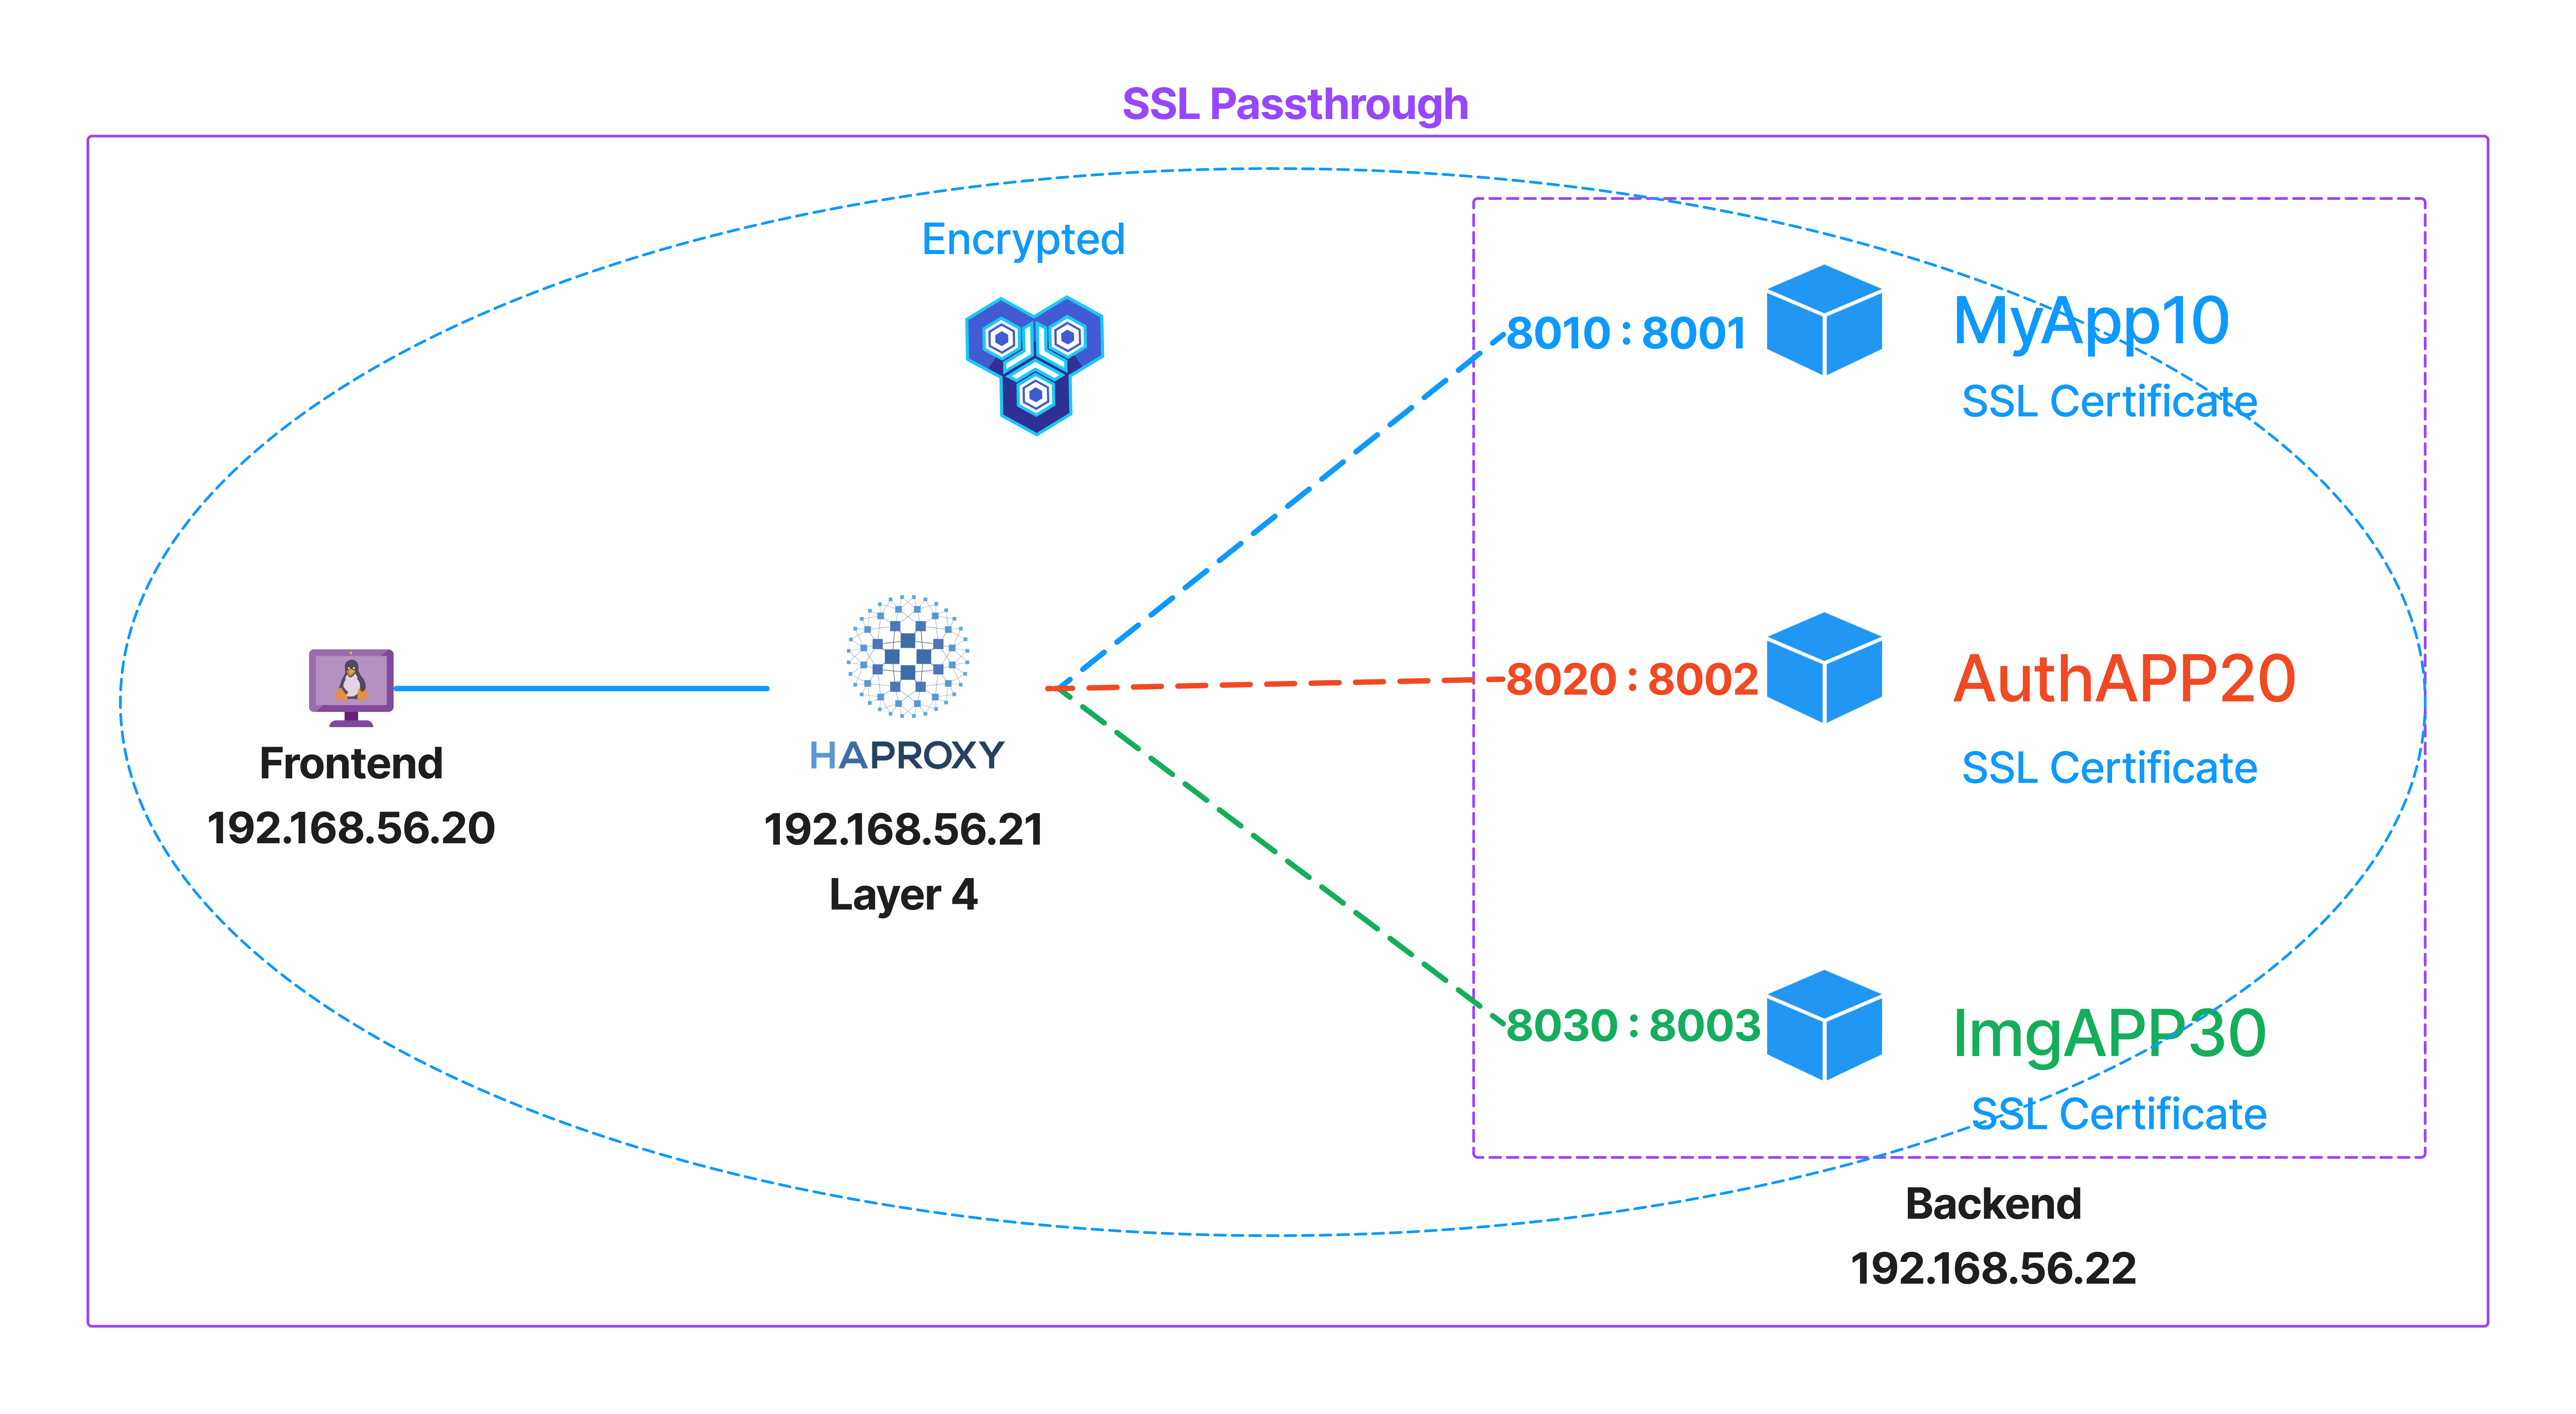 SSL Passthrough
Encrypted
8010 : 8001
MyApp10
SSL Certificate
8020 : 8002
AuthAPP20
SSL Certificate
HAPROXY
Frontend
192.168.56.20
192.168.56.21
Layer 4
8030 : 8003
ImgAPP30
SSL Certificate
Backend
192.168.56.22